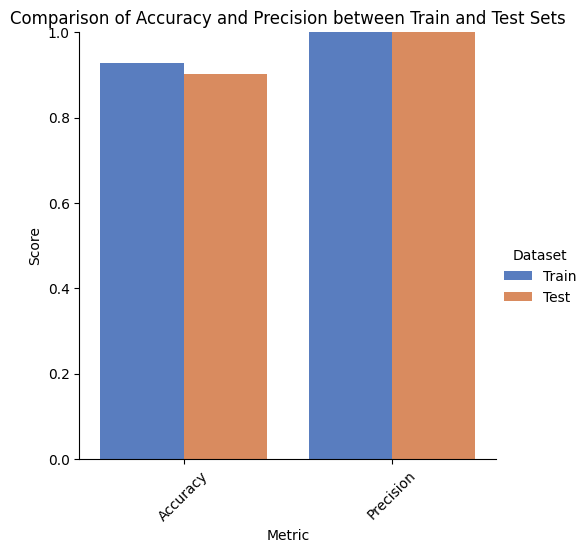 Comparison of Accuracy and Precision between Train and Test Sets
1.0
0.8
0.6
0.4
0.2
0.0
Score
Accuracy
Precision
Metric
Dataset
Train
Test